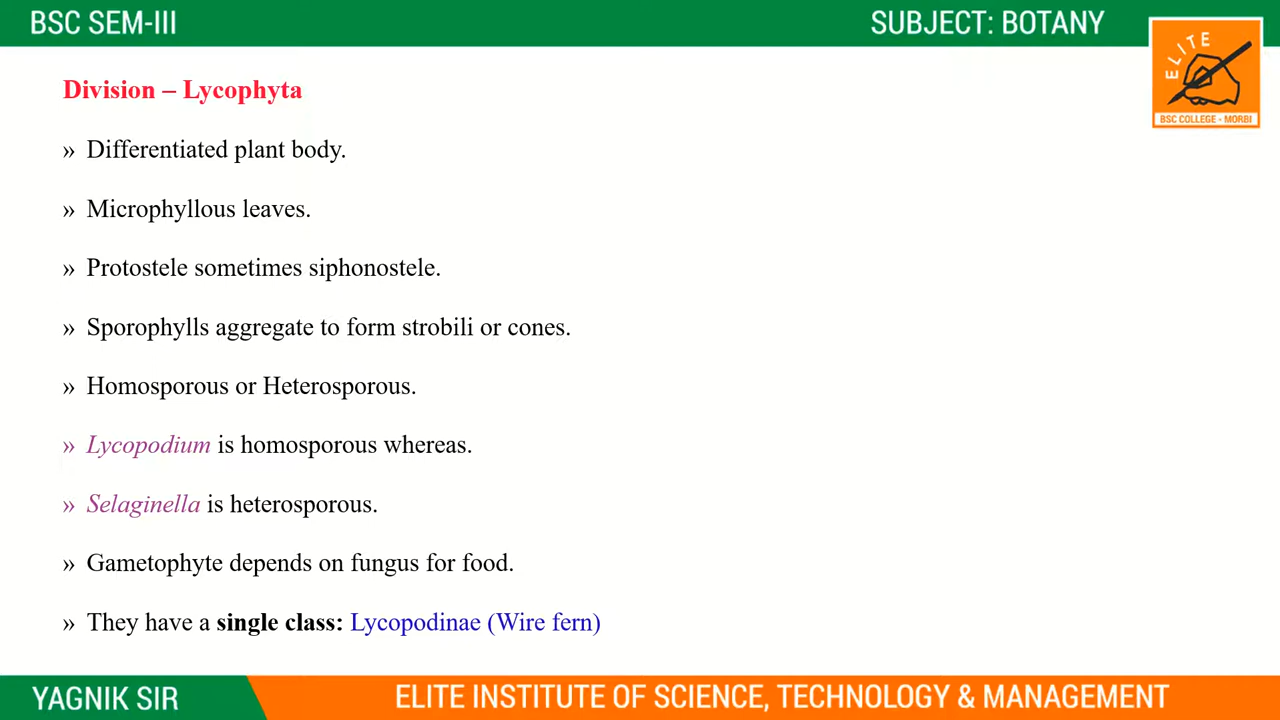 BSC SEM-III
SUBJECT: BOTANY
ELITE
BSC COLLEGE - MORBI
Division – Lycophyta
» Differentiated plant body.
» Microphyllous leaves.
» Protostele sometimes siphonostele.
» Sporophylls aggregate to form strobili or cones.
» Homosporous or Heterosporous.
» Lycopodium is homosporous whereas.
» Selaginella is heterosporous.
» Gametophyte depends on fungus for food.
» They have a single class: Lycopodinae (Wire fern)
YAGNIK SIR
ELITE INSTITUTE OF SCIENCE, TECHNOLOGY & MANAGEMENT